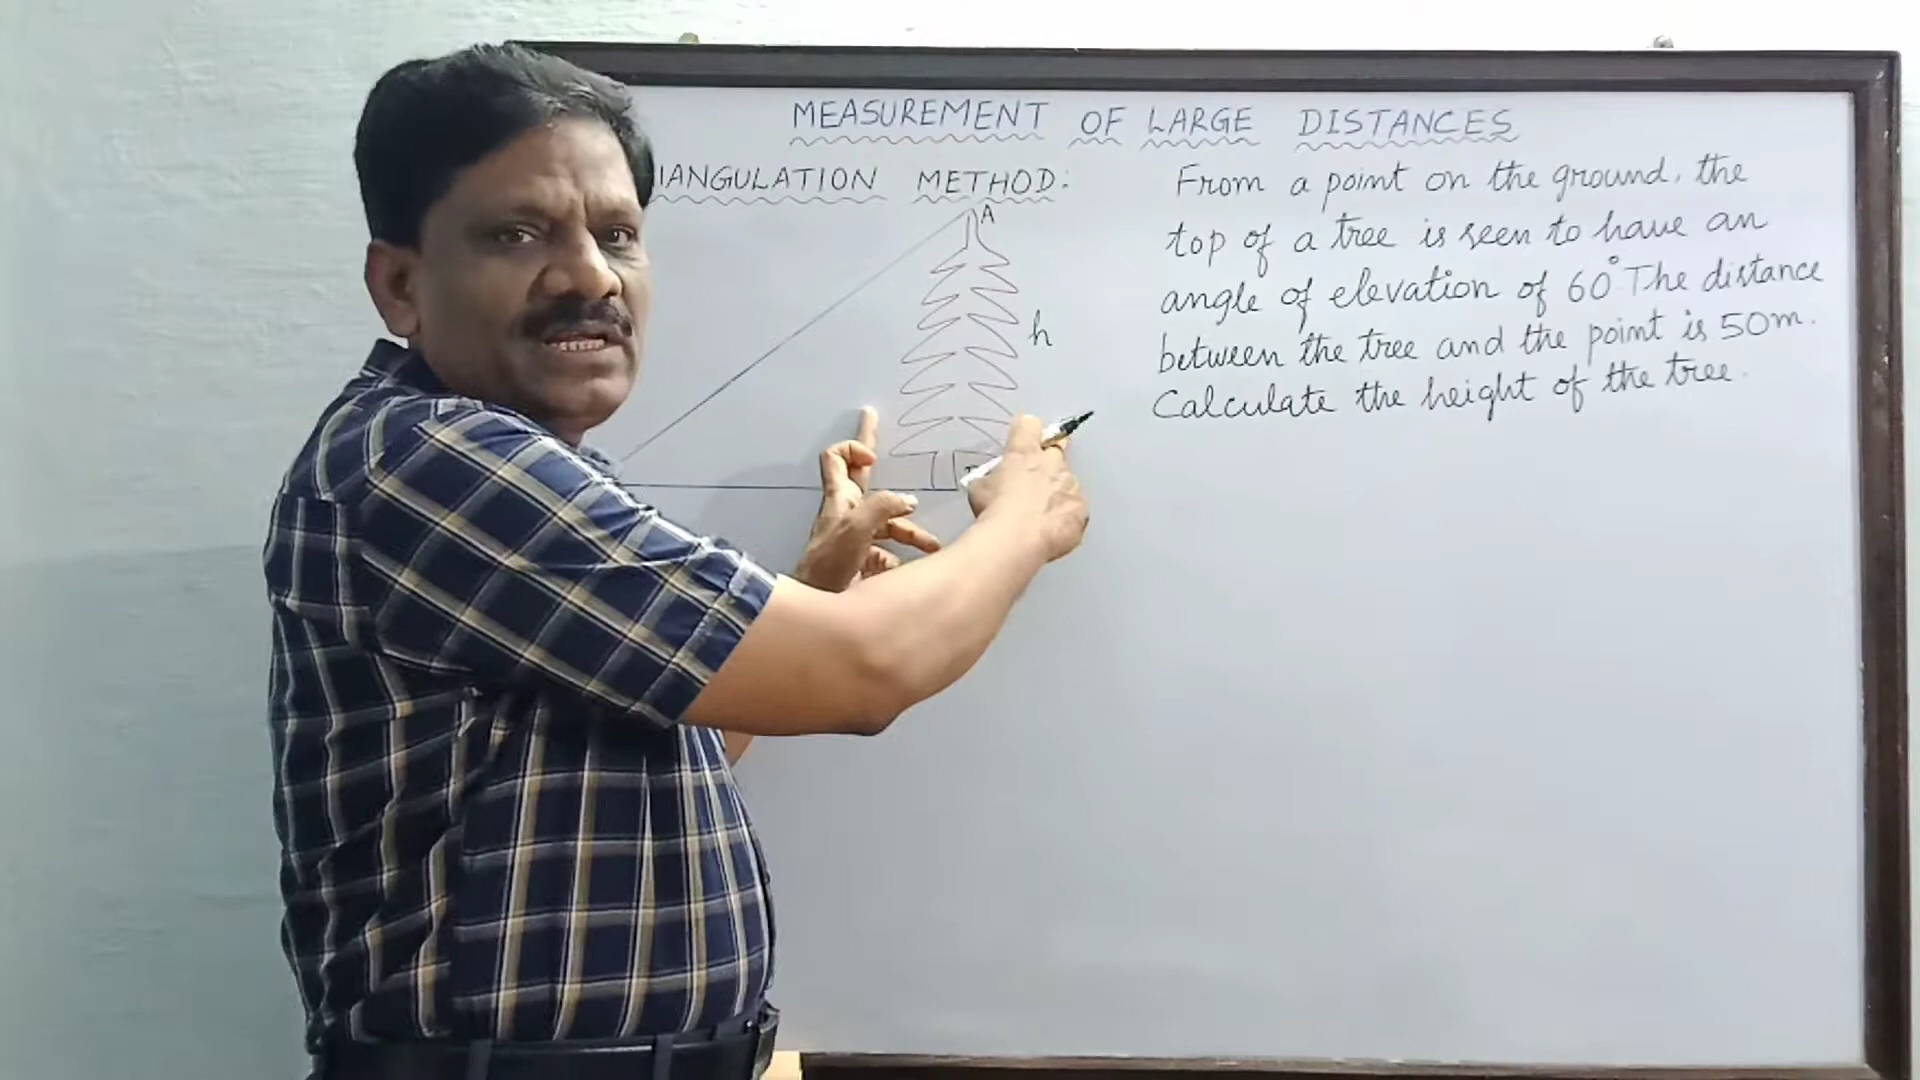 MEASUREMENT OF LARGE DISTANCES
IANGULATION METHOD:
A
h
From a point on the ground, the
top of a tree is seen to have an
angle of elevation of 60° The distance
between the tree and the point is 50m.
Calculate the height of the tree.